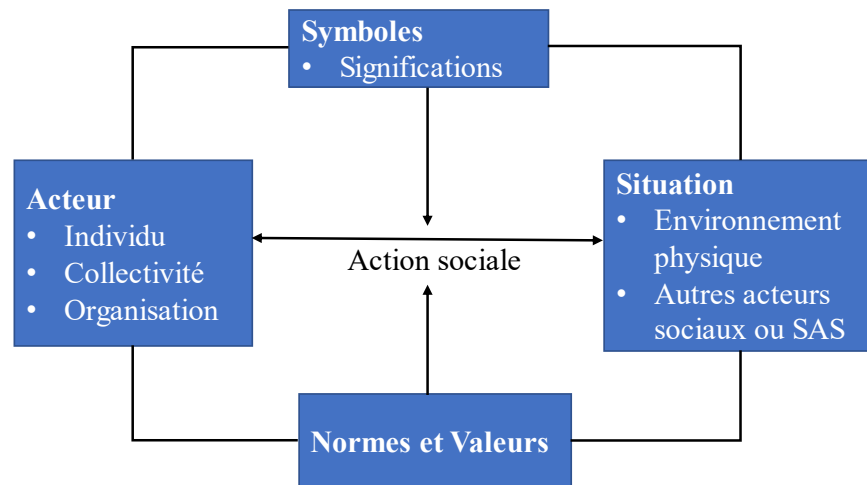 Symboles
• Significations
Acteur
• Individu
• Collectivité
• Organisation
Action sociale
Situation
• Environnement
physique
• Autres acteurs
sociaux ou SAS
Normes et Valeurs